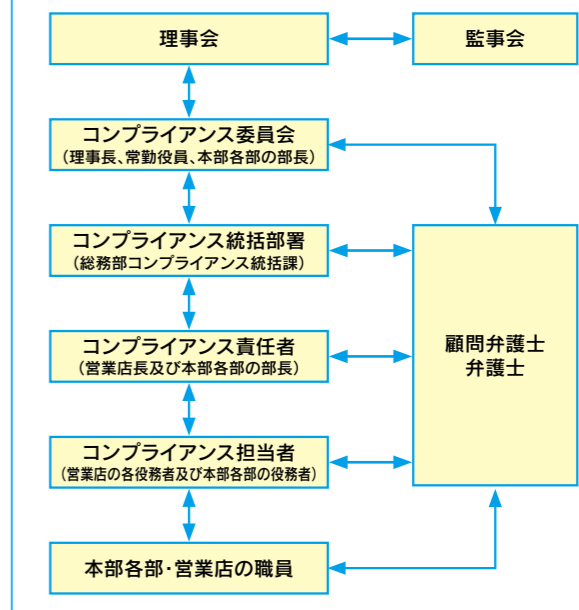 理事会
監事会
コンプライアンス委員会
（理事長、常勤役員、本部各部の部長）
コンプライアンス統括部署
（総務部コンプライアンス統括課）
コンプライアンス責任者
（営業店長及び本部各部の部長）
顧問弁護士
弁護士
コンプライアンス担当者
（営業店の各役務者及び本部各部の役務者）
本部各部・営業店の職員